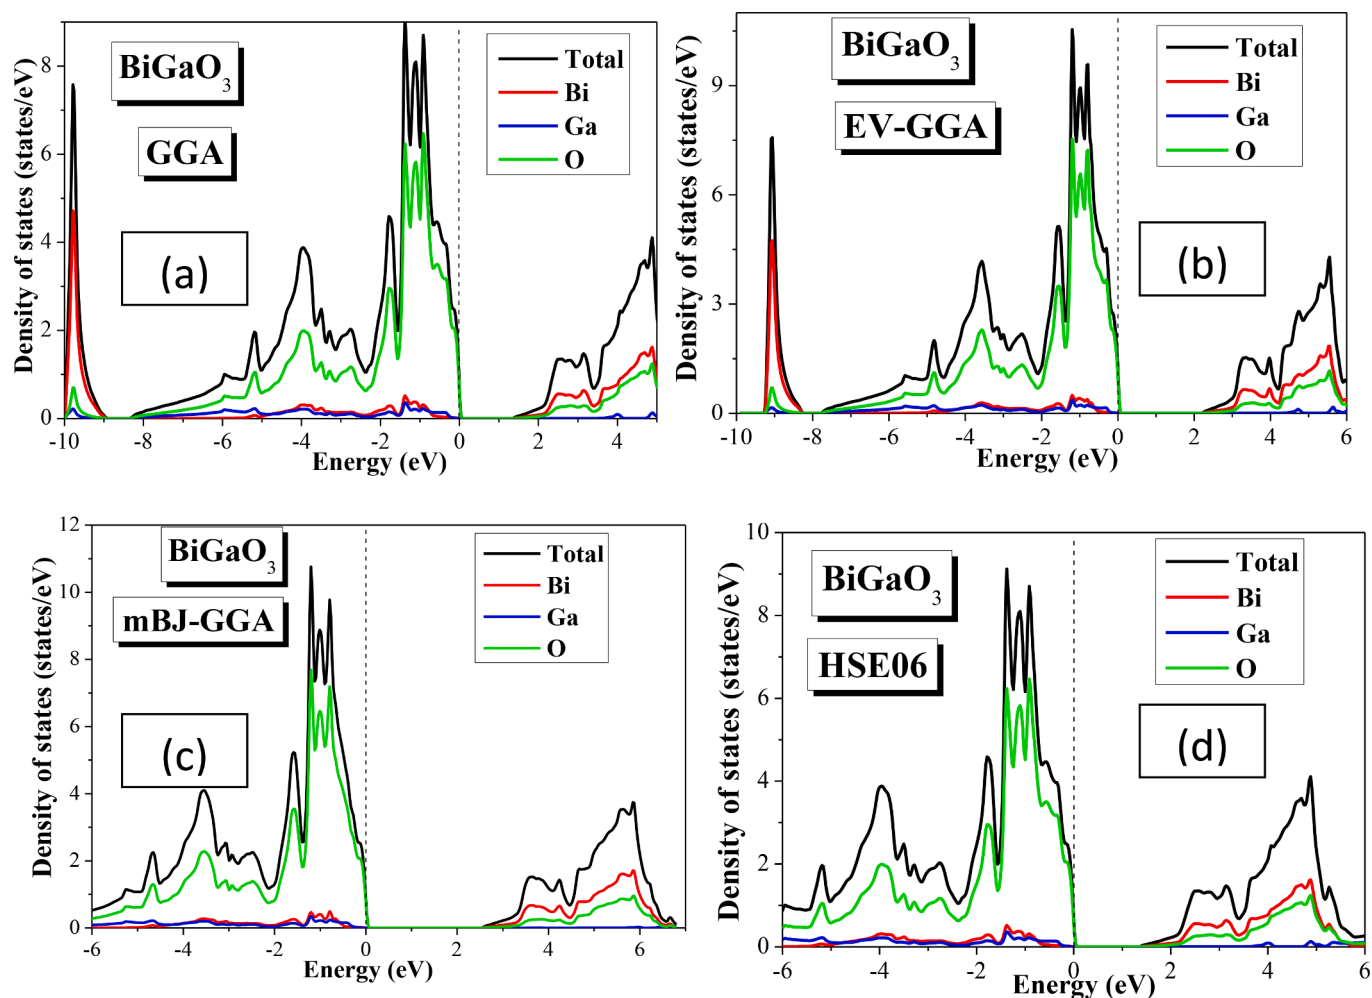 BiGaO₃
GGA
(a)
Total
Bi
Ga
O
Density of states (states/eV)
8
6
4
2
0
-10 -8 -6 -4 -2 0 2 4
Energy (eV)
BiGaO₃
EV-GGA
(b)
Total
Bi
Ga
O
Density of states (states/eV)
9
6
3
0
-10 -8 -6 -4 -2 0 2 4 6
Energy (eV)
BiGaO₃
mBJ-GGA
(c)
Total
Bi
Ga
O
Density of states (states/eV)
12
10
8
6
4
2
0
-6 -4 -2 0 2 4 6
Energy (eV)
BiGaO₃
HSE06
(d)
Total
Bi
Ga
O
Density of states (states/eV)
10
8
6
4
2
0
-6 -4 -2 0 2 4 6
Energy (eV)